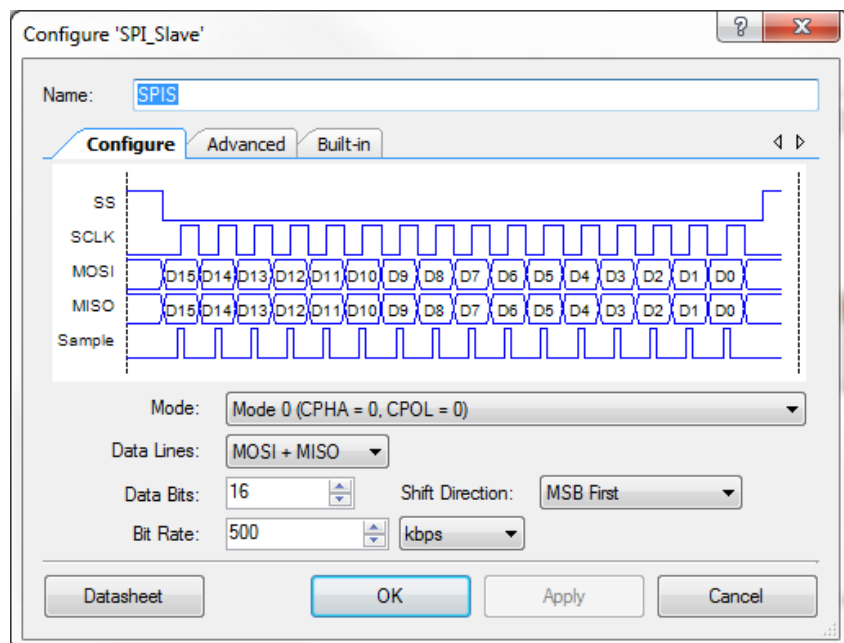 Configure 'SPI_Slave'
Name: SPIS
Configure Advanced Built-in
SS
SCLK
MOSI D15 D14 D13 D12 D11 D10 D9 D8 D7 D6 D5 D4 D3 D2 D1 D0
MISO D15 D14 D13 D12 D11 D10 D9 D8 D7 D6 D5 D4 D3 D2 D1 D0
Sample
Mode: Mode 0 (CPHA = 0, CPOL = 0)
Data Lines: MOSI + MISO
Data Bits: 16 Shift Direction: MSB First
Bit Rate: 500 kbps
Datasheet OK Apply Cancel